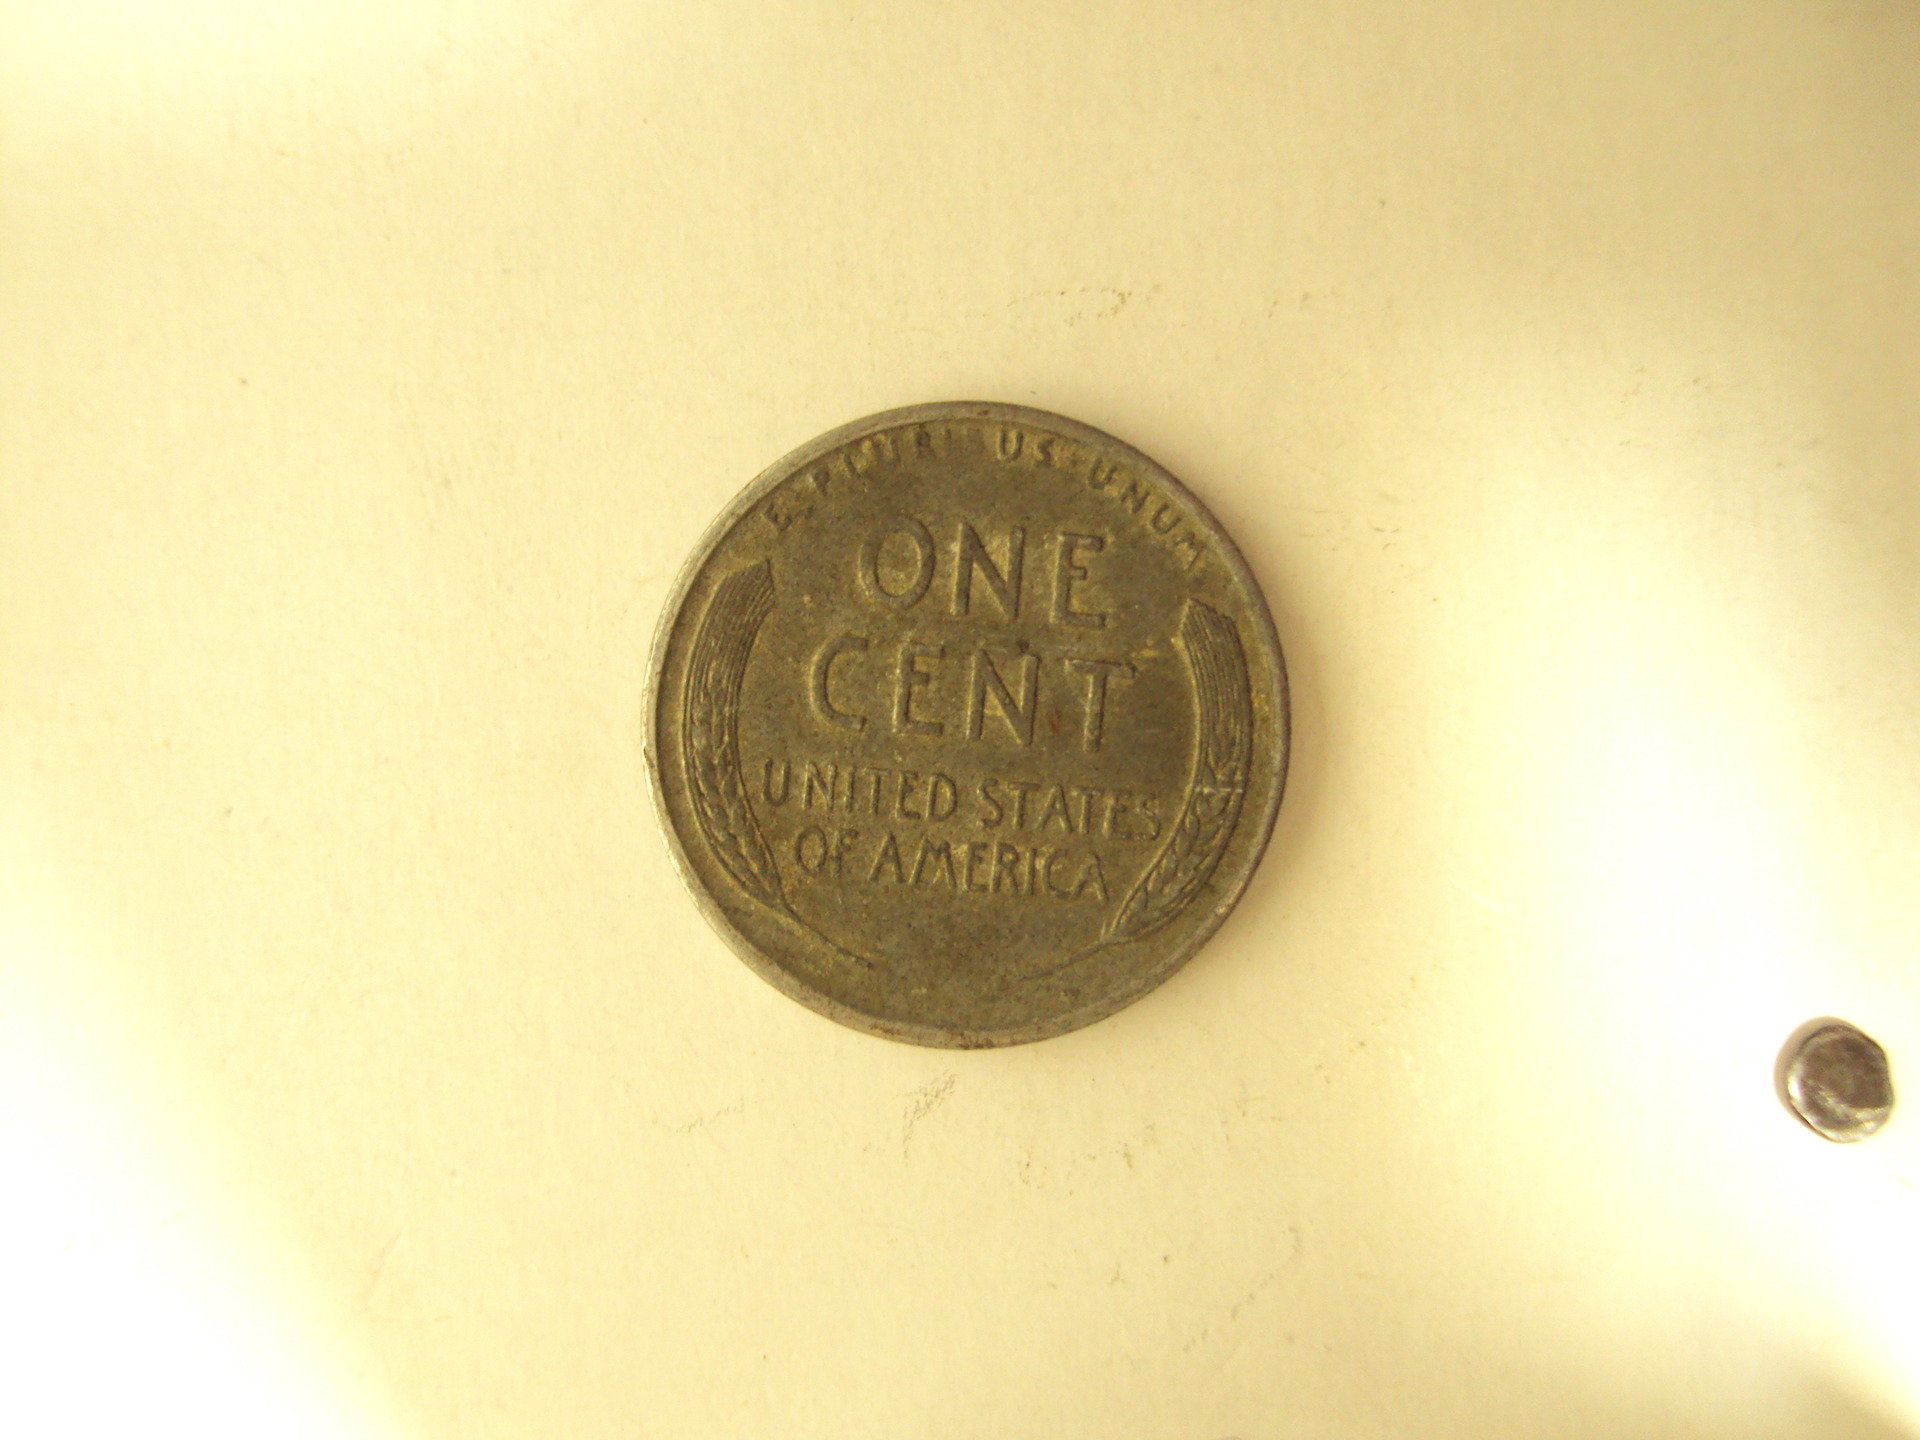 E·PLURIBUS·UNUM
ONE
CENT
UNITED STATES
OF AMERICA